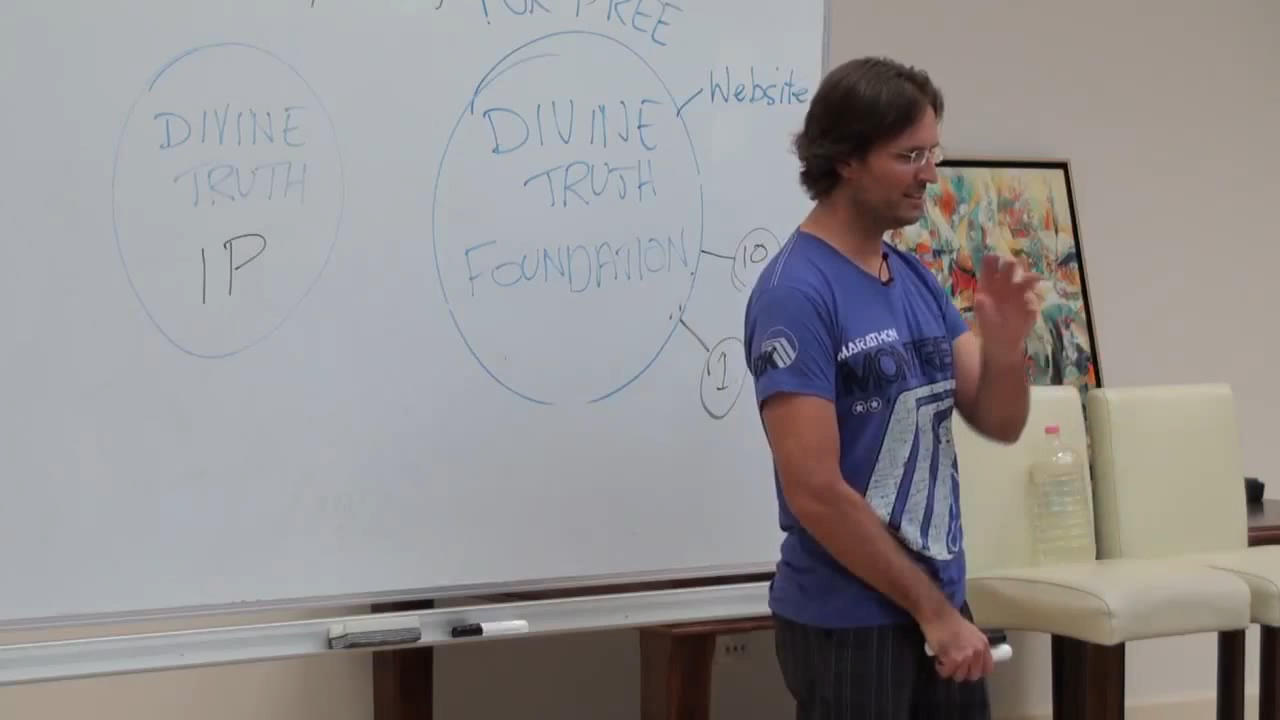 FOR FREE
DIVINE
TRUTH
IP
DIVINE
TRUTH
FOUNDATION
Website
10
1
MARATHON